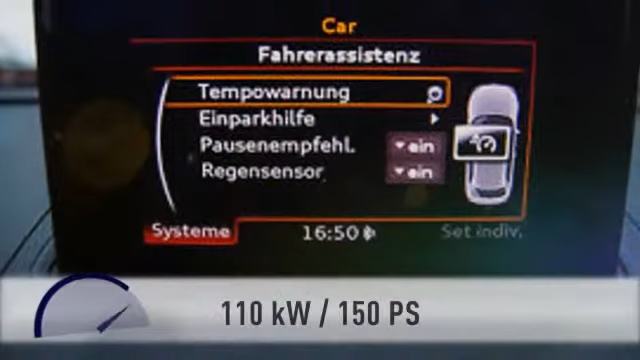 Car
Fahrerassistenz
Tempowarnung
Einparkhilfe
Pausenempfehl. ein
Regensensor ein
Systeme 16:50 Set indiv.
110 kW / 150 PS